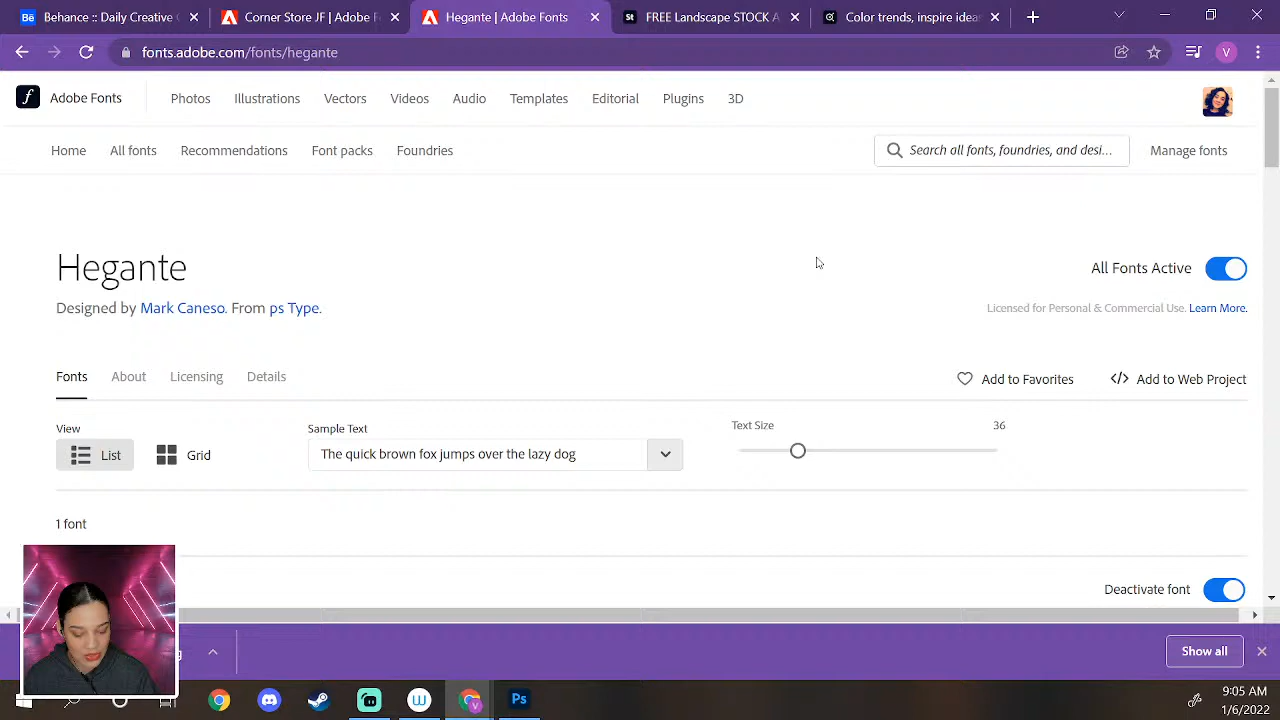 Bē Behance :: Daily Creative C
Corner Store JF | Adobe F
Hegante | Adobe Fonts
St FREE Landscape STOCK A
Color trends, inspire idea
fonts.adobe.com/fonts/hegante
V
f Adobe Fonts
Photos
Illustrations
Vectors
Videos
Audio
Templates
Editorial
Plugins
3D
Home
All fonts
Recommendations
Font packs
Foundries
Search all fonts, foundries, and desi...
Manage fonts
Hegante
All Fonts Active
Designed by Mark Caneso. From ps Type.
Licensed for Personal & Commercial Use. Learn More.
Fonts
About
Licensing
Details
Add to Favorites
</> Add to Web Project
View
Sample Text
Text Size
36
List
Grid
The quick brown fox jumps over the lazy dog
1 font
Deactivate font
Show all
Ps
9:05 AM
1/6/2022